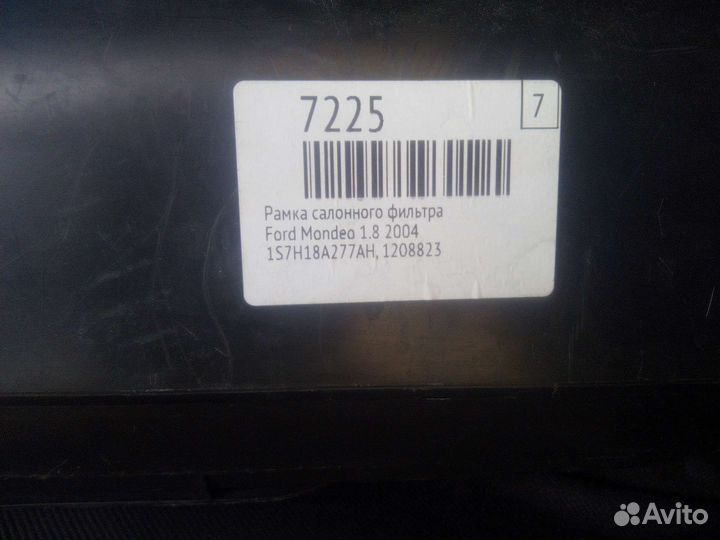 7225
7
Рамка салонного фильтра
Ford Mondeo 1.8 2004
1S7H18A277AH, 1208823
Avito